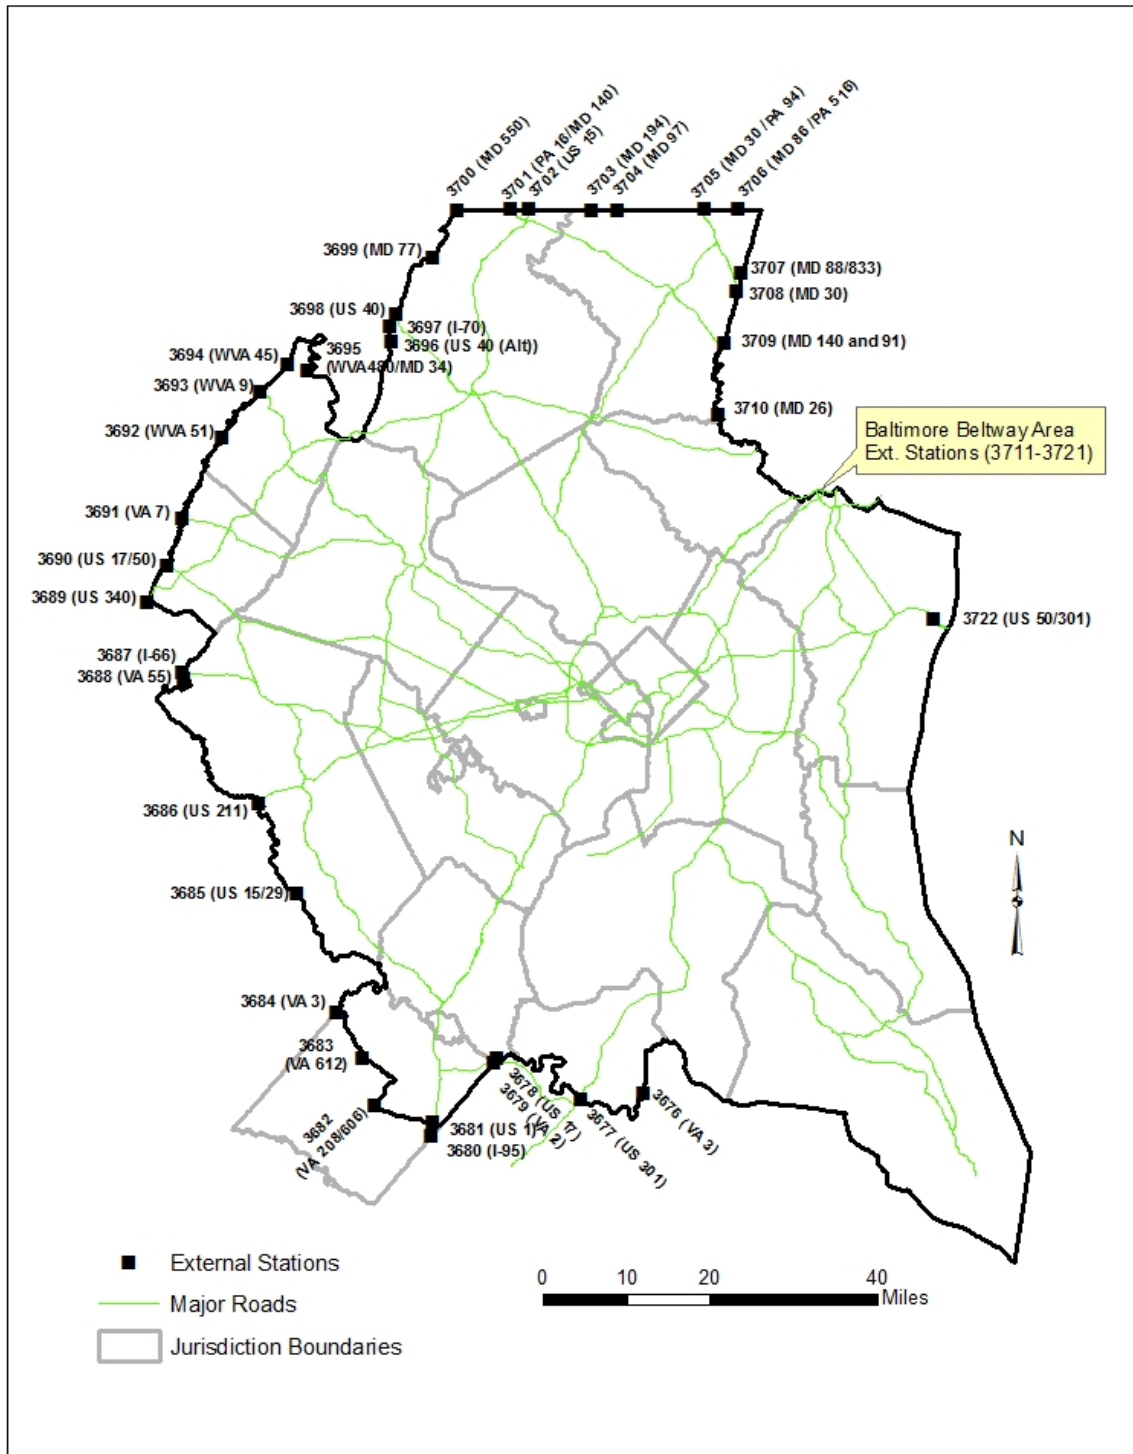 3700 (MD 550)
3701 (PA 16/MD 140)
3702 (US 15)
3703 (MD 194)
3704 (MD 97)
3705 (MD 30 /PA 94)
3706 (MD 86 /PA 516)
3699 (MD 77)
3707 (MD 88/833)
3708 (MD 30)
3698 (US 40)
3697 (I-70)
3696 (US 40 (Alt))
3709 (MD 140 and 91)
3694 (WVA 45)
3695
(WVA480/MD 34)
3693 (WVA 9)
3710 (MD 26)
3692 (WVA 51)
Baltimore Beltway Area
Ext. Stations (3711-3721)
3691 (VA 7)
3690 (US 17/50)
3689 (US 340)
3722 (US 50/301)
3687 (I-66)
3688 (VA 55)
3686 (US 211)
N
3685 (US 15/29)
3684 (VA 3)
3683
(VA 612)
3678 (US 17)
3679 (VA 2)
3676 (VA 3)
3677 (US 301)
3682
(VA 208/606)
3681 (US 1)
3680 (I-95)
External Stations
Major Roads
Jurisdiction Boundaries
0 10 20 40
Miles